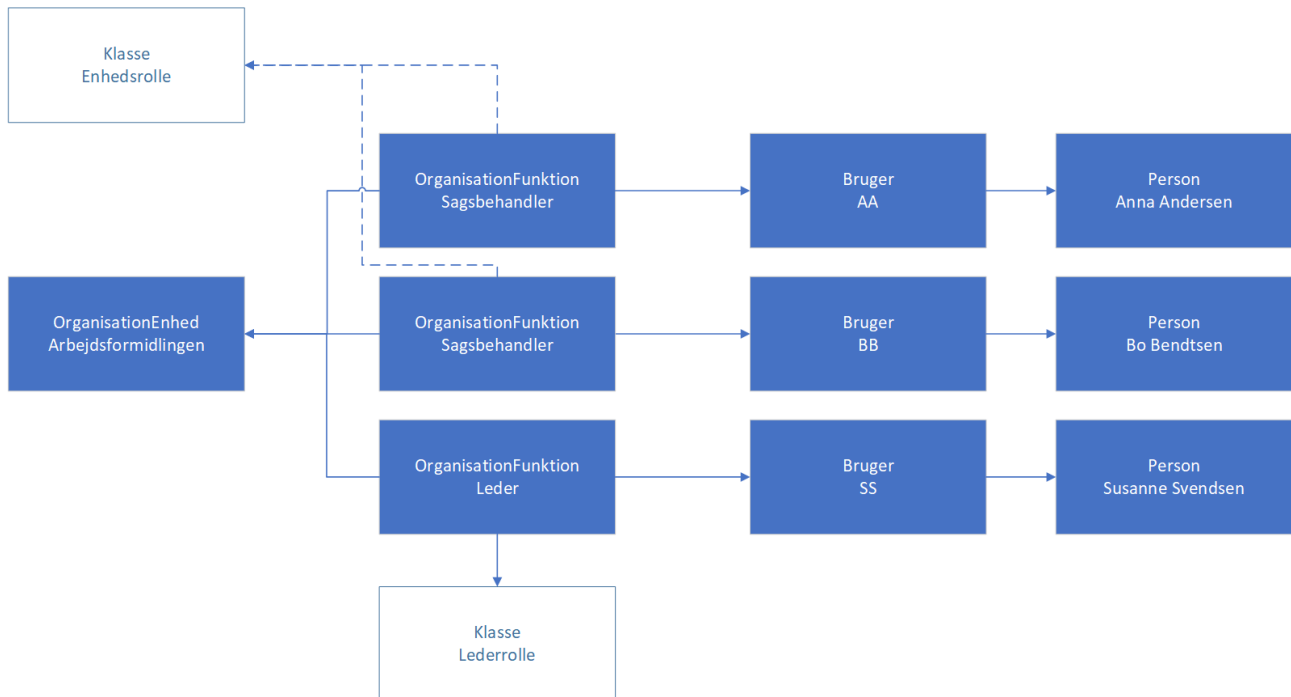 Klasse
Enhedsrolle
OrganisationFunktion
Sagsbehandler
Bruger
AA
Person
Anna Andersen
OrganisationEnhed
Arbejdsformidlingen
OrganisationFunktion
Sagsbehandler
Bruger
BB
Person
Bo Bendtsen
OrganisationFunktion
Leder
Bruger
SS
Person
Susanne Svendsen
Klasse
Lederrolle